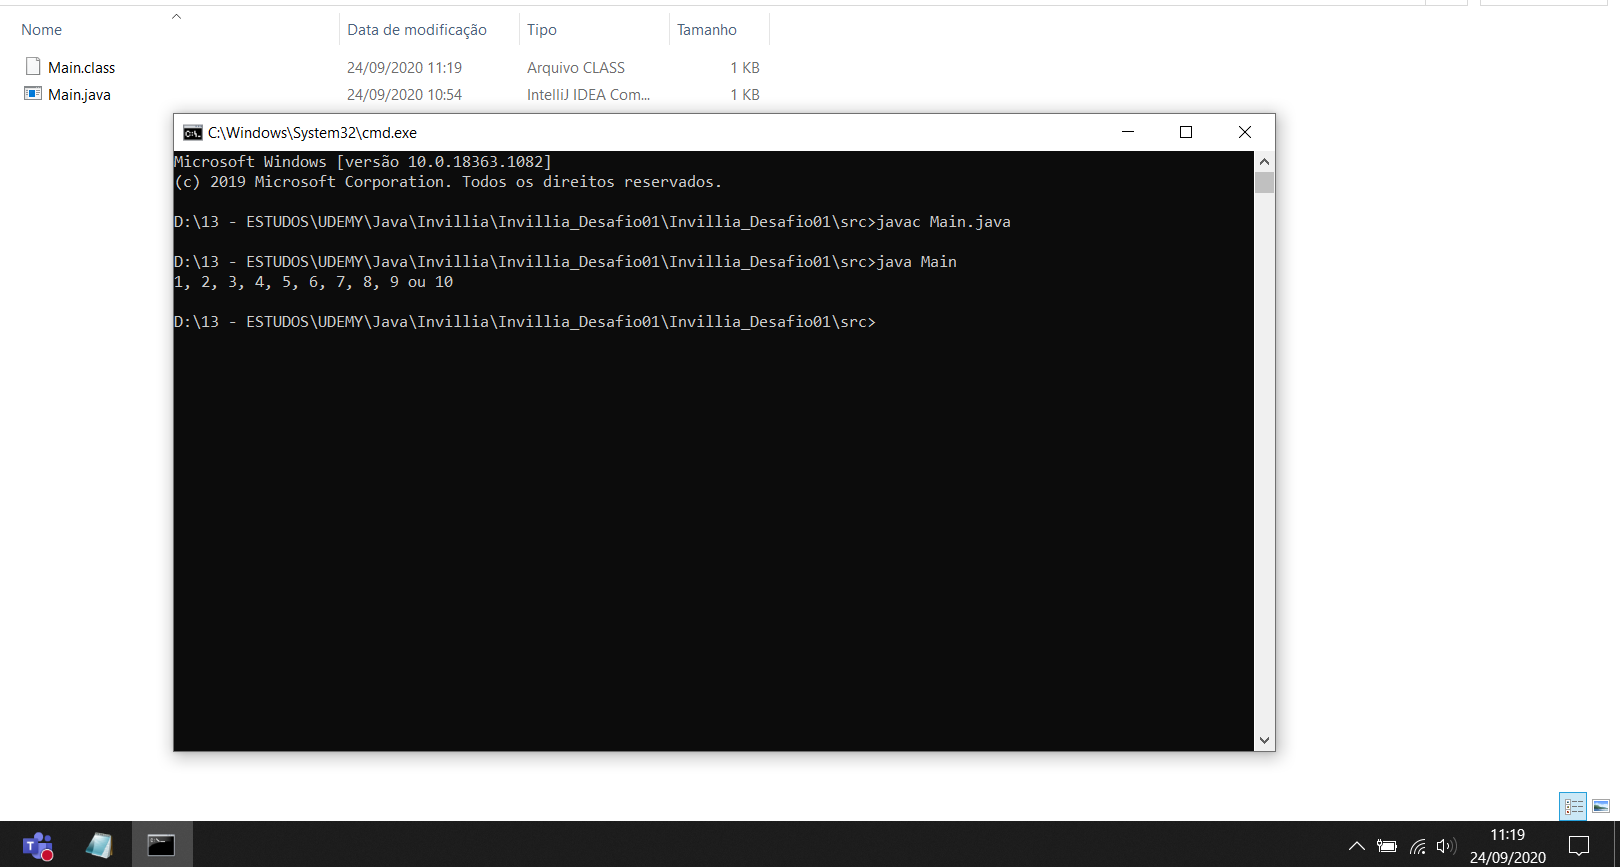 Nome Data de modificação Tipo Tamanho
Main.class 24/09/2020 11:19 Arquivo CLASS 1 KB
Main.java 24/09/2020 10:54 IntelliJ IDEA Com... 1 KB
C:\Windows\System32\cmd.exe
Microsoft Windows [versão 10.0.18363.1082]
(c) 2019 Microsoft Corporation. Todos os direitos reservados.
D:\13 - ESTUDOS\UDEMY\Java\Invillia\Invillia_Desafio01\Invillia_Desafio01\src>javac Main.java
D:\13 - ESTUDOS\UDEMY\Java\Invillia\Invillia_Desafio01\Invillia_Desafio01\src>java Main
1, 2, 3, 4, 5, 6, 7, 8, 9 ou 10
D:\13 - ESTUDOS\UDEMY\Java\Invillia\Invillia_Desafio01\Invillia_Desafio01\src>
11:19
24/09/2020